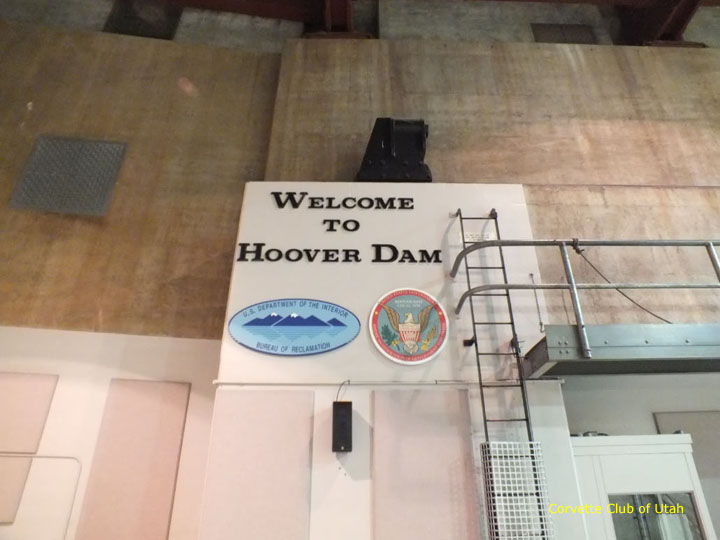 WELCOME
TO
HOOVER DAM
U.S. DEPARTMENT OF THE INTERIOR
BUREAU OF RECLAMATION
Corvette Club of Utah